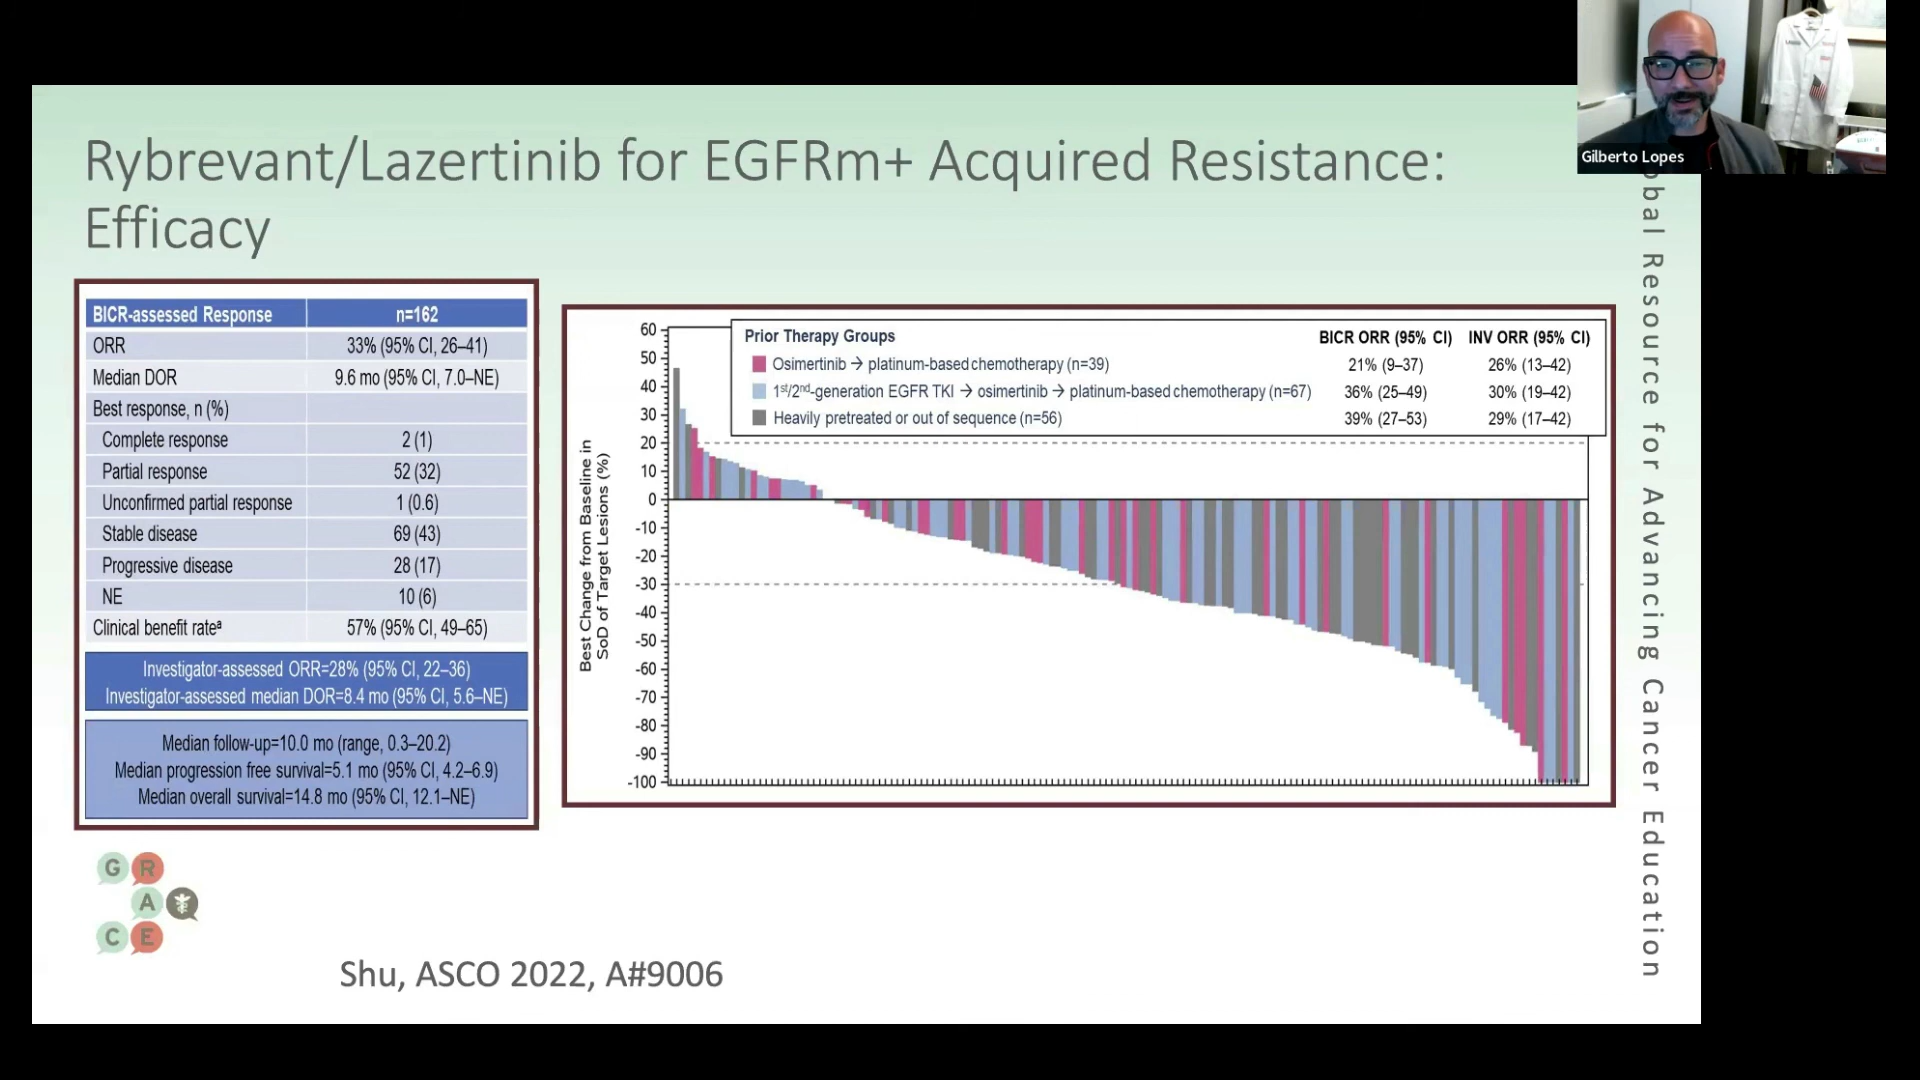 Gilberto Lopes
Rybrevant/Lazertinib for EGFRm+ Acquired Resistance:
Efficacy
BICR-assessed Response n=162
ORR 33% (95% CI, 26–41)
Median DOR 9.6 mo (95% CI, 7.0–NE)
Best response, n (%)
Complete response 2 (1)
Partial response 52 (32)
Unconfirmed partial response 1 (0.6)
Stable disease 69 (43)
Progressive disease 28 (17)
NE 10 (6)
Clinical benefit rateᵃ 57% (95% CI, 49–65)
Investigator-assessed ORR=28% (95% CI, 22–36)
Investigator-assessed median DOR=8.4 mo (95% CI, 5.6–NE)
Median follow-up=10.0 mo (range, 0.3–20.2)
Median progression free survival=5.1 mo (95% CI, 4.2–6.9)
Median overall survival=14.8 mo (95% CI, 12.1–NE)
Best Change from Baseline in
SoD of Target Lesions (%)
60
50
40
30
20
10
0
-10
-20
-30
-40
-50
-60
-70
-80
-90
-100
Prior Therapy Groups BICR ORR (95% CI) INV ORR (95% CI)
Osimertinib → platinum-based chemotherapy (n=39) 21% (9–37) 26% (13–42)
1st/2nd-generation EGFR TKI → osimertinib → platinum-based chemotherapy (n=67) 36% (25–49) 30% (19–42)
Heavily pretreated or out of sequence (n=56) 39% (27–53) 29% (17–42)
obal Resource for Advancing Cancer Education
G R
A
C E
Shu, ASCO 2022, A#9006